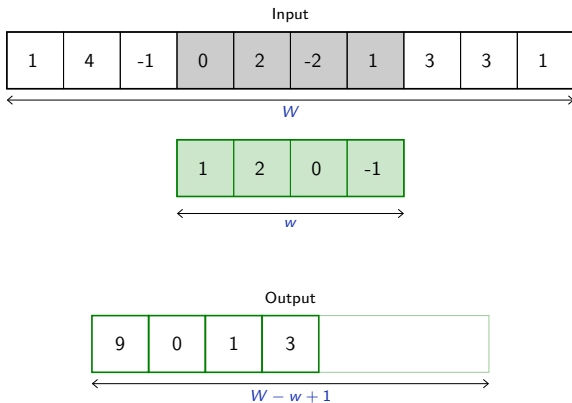 Input
1 4 -1 0 2 -2 1 3 3 1
W
1 2 0 -1
w
Output
9 0 1 3
W − w + 1